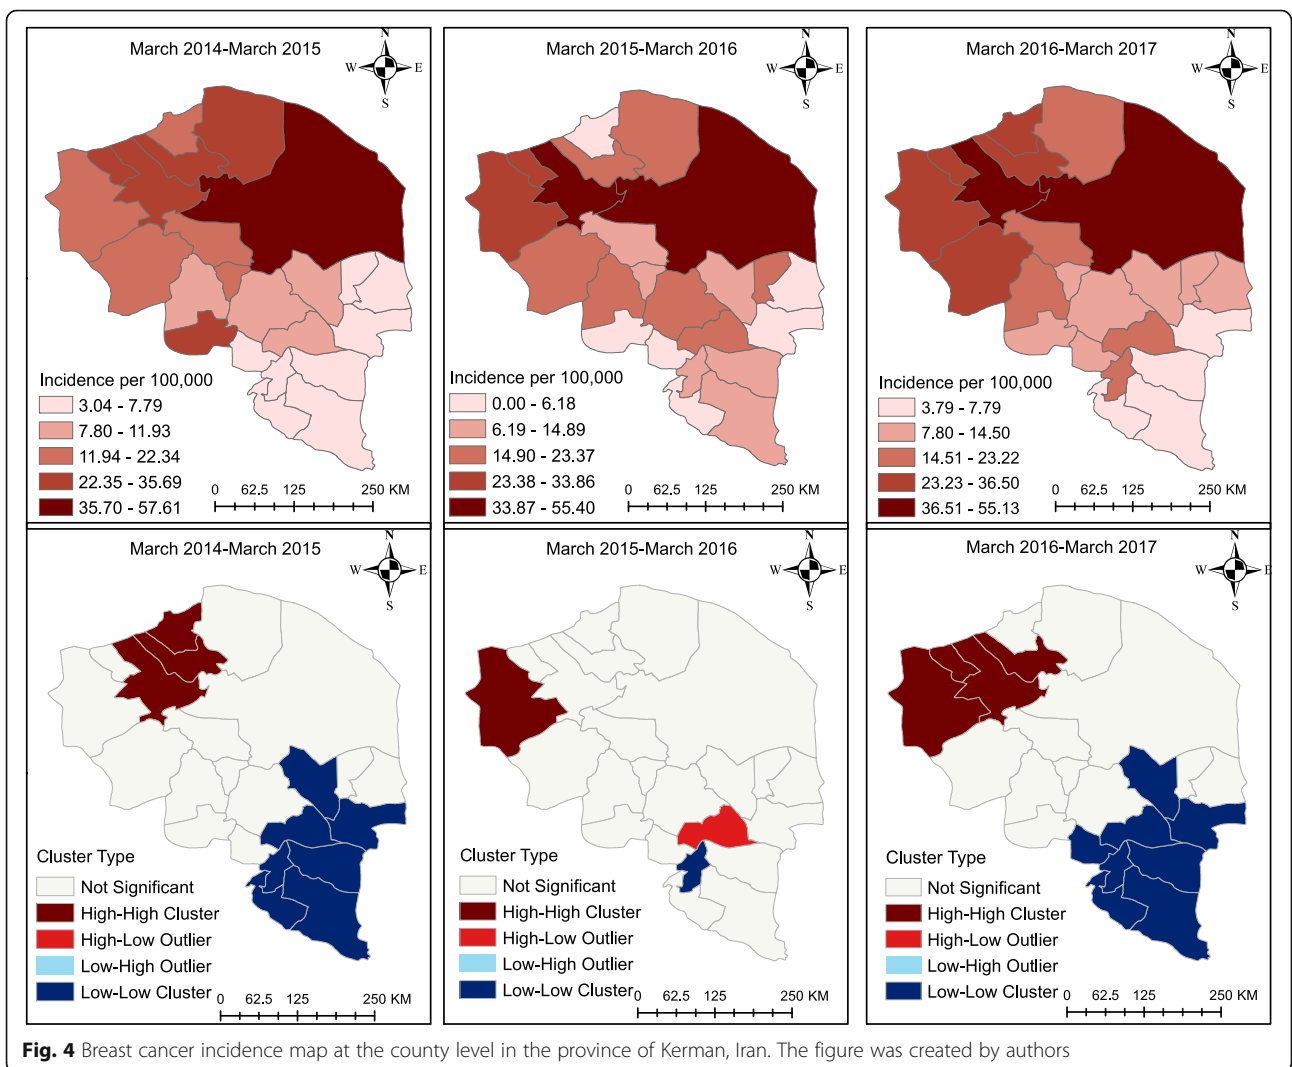 March 2014-March 2015
N
W
E
S
Incidence per 100,000
3.04 - 7.79
7.80 - 11.93
11.94 - 22.34
22.35 - 35.69
35.70 - 57.61
0 62.5 125 250 KM
March 2015-March 2016
N
W
E
S
Incidence per 100,000
0.00 - 6.18
6.19 - 14.89
14.90 - 23.37
23.38 - 33.86
33.87 - 55.40
0 62.5 125 250 KM
March 2016-March 2017
N
W
E
S
Incidence per 100,000
3.79 - 7.79
7.80 - 14.50
14.51 - 23.22
23.23 - 36.50
36.51 - 55.13
0 62.5 125 250 KM
March 2014-March 2015
N
W
E
S
Cluster Type
Not Significant
High-High Cluster
High-Low Outlier
Low-High Outlier
Low-Low Cluster
0 62.5 125 250 KM
March 2015-March 2016
N
W
E
S
Cluster Type
Not Significant
High-High Cluster
High-Low Outlier
Low-High Outlier
Low-Low Cluster
0 62.5 125 250 KM
March 2016-March 2017
N
W
E
S
Cluster Type
Not Significant
High-High Cluster
High-Low Outlier
Low-High Outlier
Low-Low Cluster
0 62.5 125 250 KM
Fig. 4 Breast cancer incidence map at the county level in the province of Kerman, Iran. The figure was created by authors